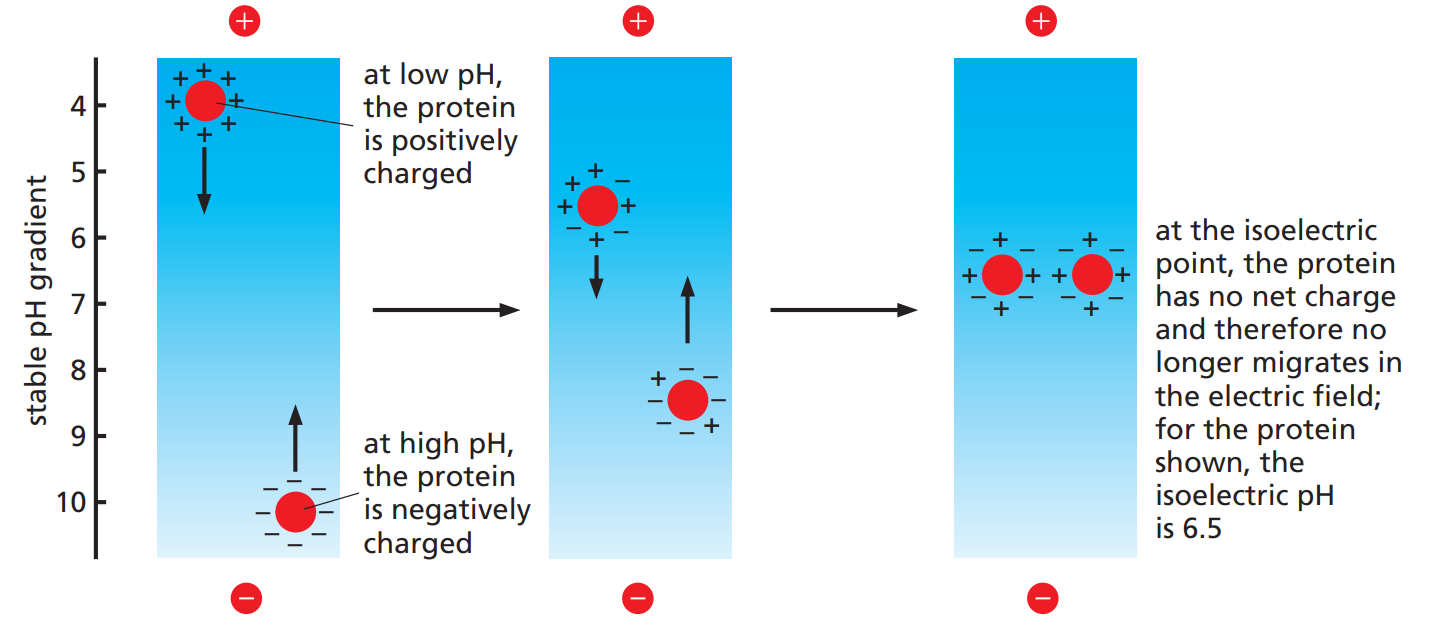 stable pH gradient
4
5
6
7
8
9
10
+
at low pH,
the protein
is positively
charged
at high pH,
the protein
is negatively
charged
−
+
−
+
at the isoelectric
point, the protein
has no net charge
and therefore no
longer migrates in
the electric field;
for the protein
shown, the
isoelectric pH
is 6.5
−